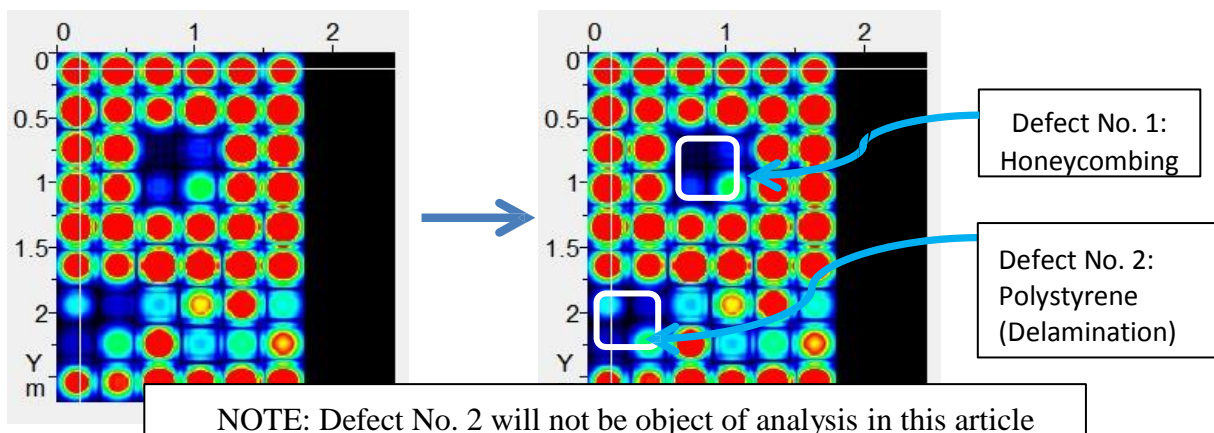 0 1 2
0
0.5
1
1.5
2
Y
m
0 1 2
0
0.5
1
1.5
2
Y
m
Defect No. 1:
Honeycombing
Defect No. 2:
Polystyrene
(Delamination)
NOTE: Defect No. 2 will not be object of analysis in this article